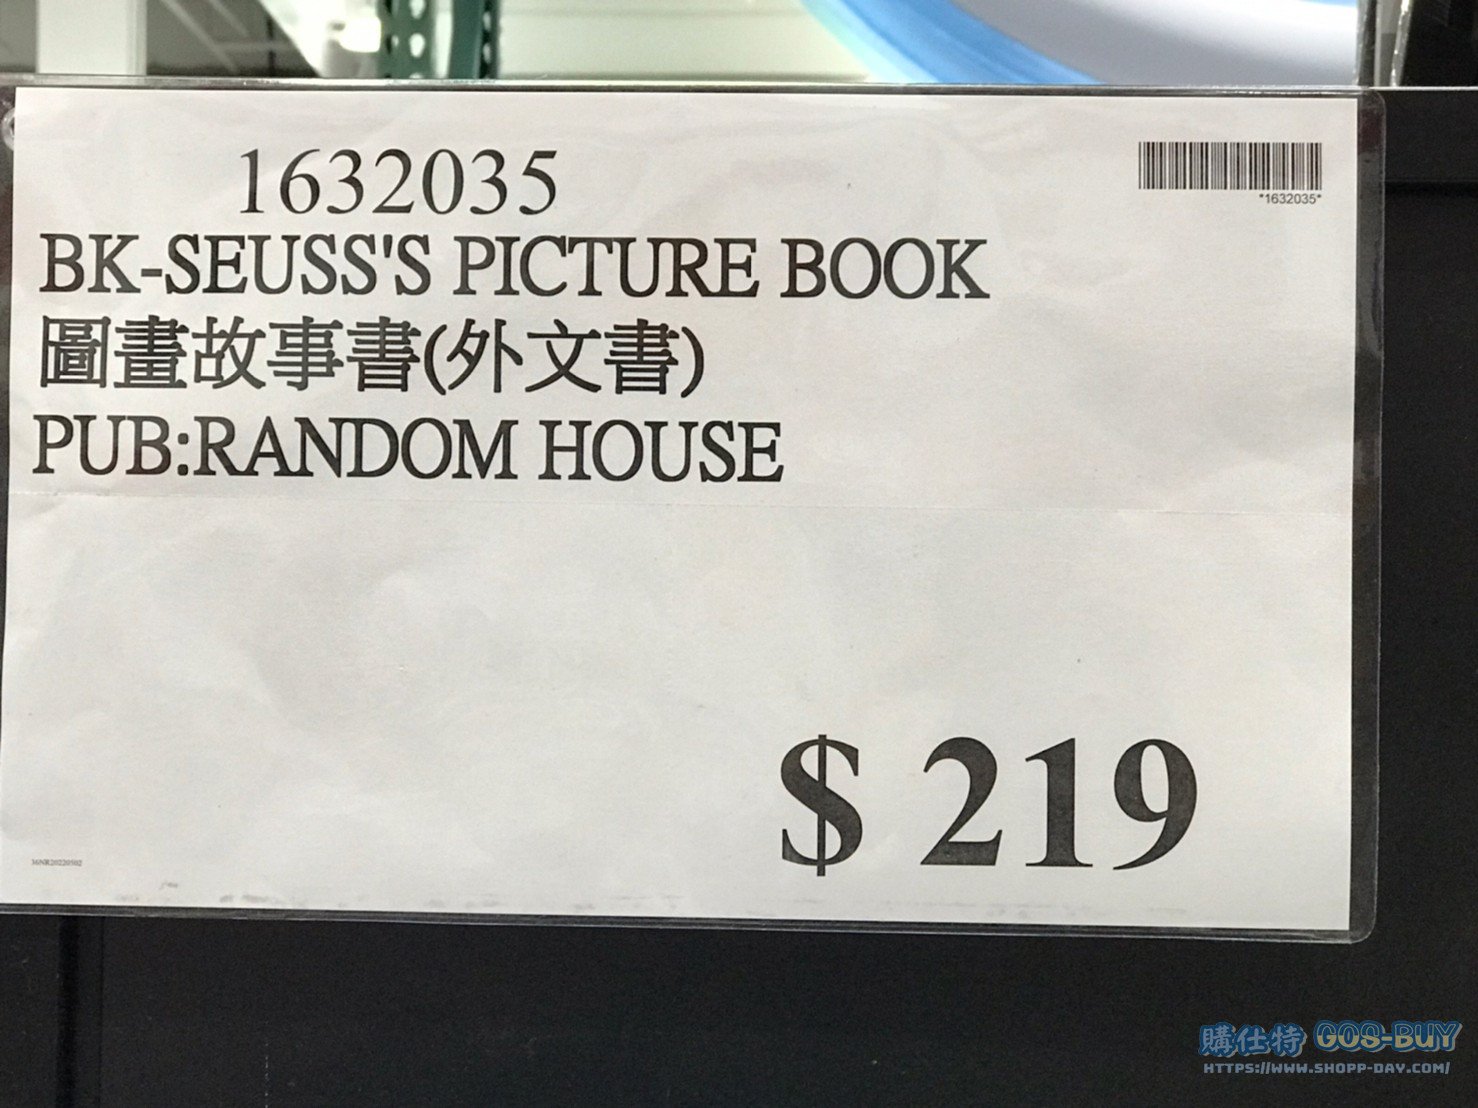 1632035
*1632035*
BK-SEUSS'S PICTURE BOOK
圖畫故事書(外文書)
PUB:RANDOM HOUSE
$ 219
36NR20220502
購仕特 GOS-BUY
HTTPS://WWW.SHOPP-DAY.COM/